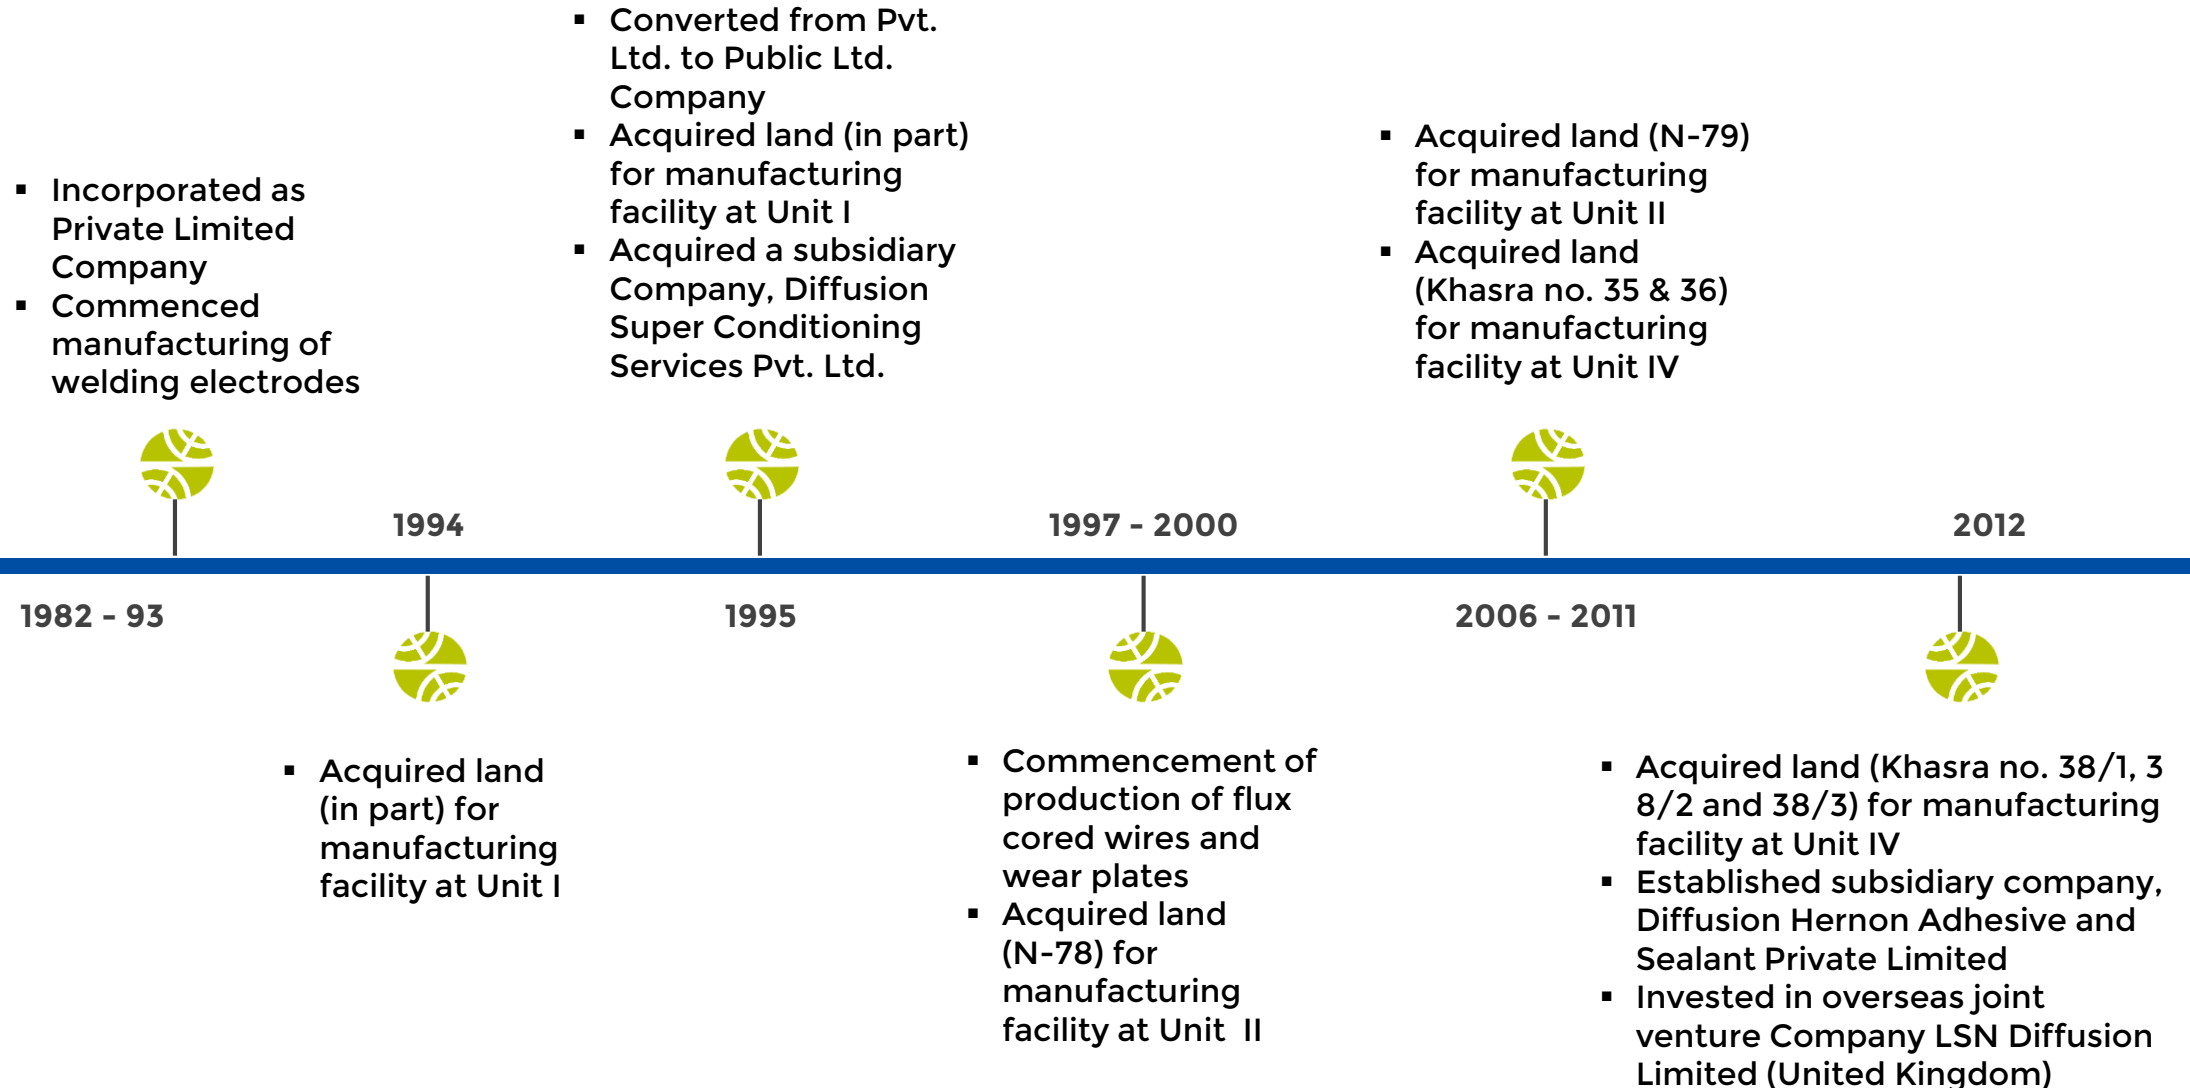 ▪ Incorporated as
Private Limited
Company
▪ Commenced
manufacturing of
welding electrodes
1982 - 93
1994
▪ Acquired land
(in part) for
manufacturing
facility at Unit I
▪ Converted from Pvt.
Ltd. to Public Ltd.
Company
▪ Acquired land (in part)
for manufacturing
facility at Unit I
▪ Acquired a subsidiary
Company, Diffusion
Super Conditioning
Services Pvt. Ltd.
1995
1997 - 2000
▪ Commencement of
production of flux
cored wires and
wear plates
▪ Acquired land
(N-78) for
manufacturing
facility at Unit  II
▪ Acquired land (N-79)
for manufacturing
facility at Unit II
▪ Acquired land
(Khasra no. 35 & 36)
for manufacturing
facility at Unit IV
2006 - 2011
2012
▪ Acquired land (Khasra no. 38/1, 3
8/2 and 38/3) for manufacturing
facility at Unit IV
▪ Established subsidiary company,
Diffusion Hernon Adhesive and
Sealant Private Limited
▪ Invested in overseas joint
venture Company LSN Diffusion
Limited (United Kingdom)